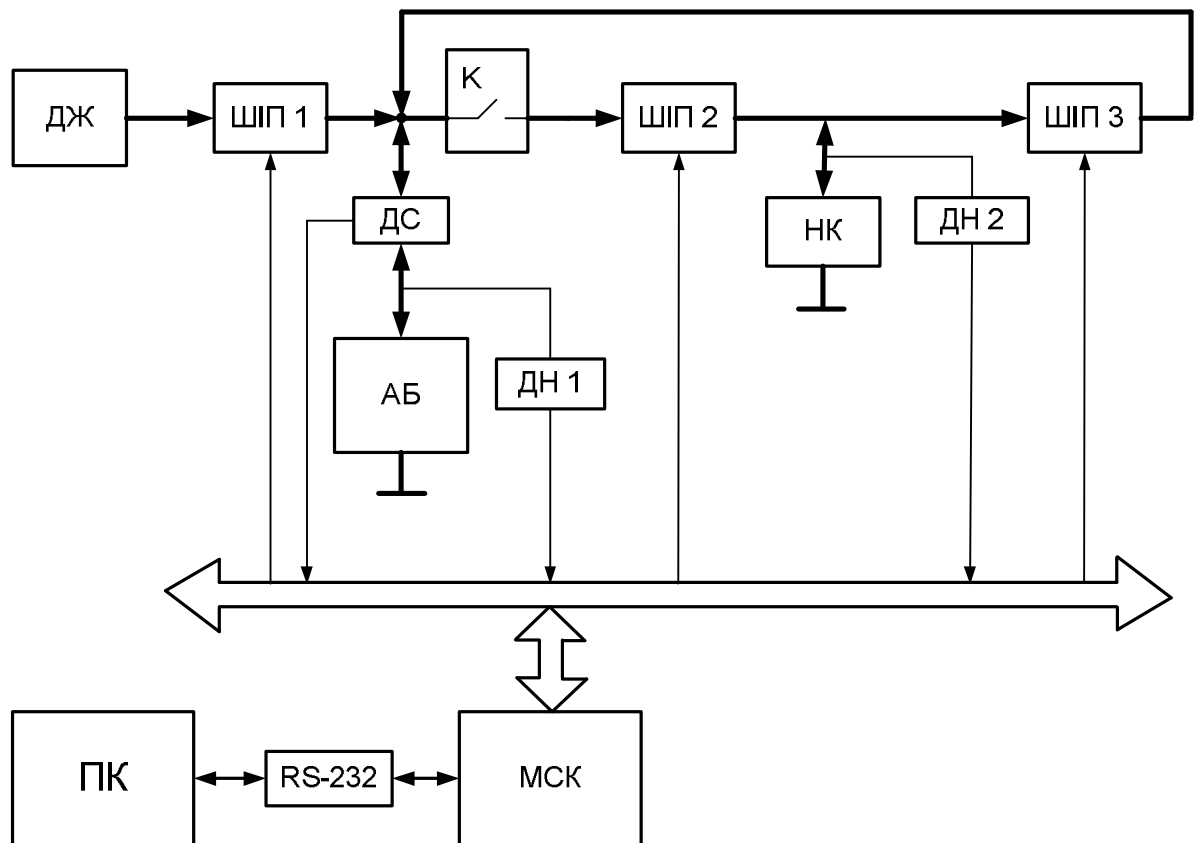 ДЖ
ШІП 1
К
ШІП 2
ШІП 3
ДС
НК
ДН 2
АБ
ДН 1
ПК
RS-232
МСК